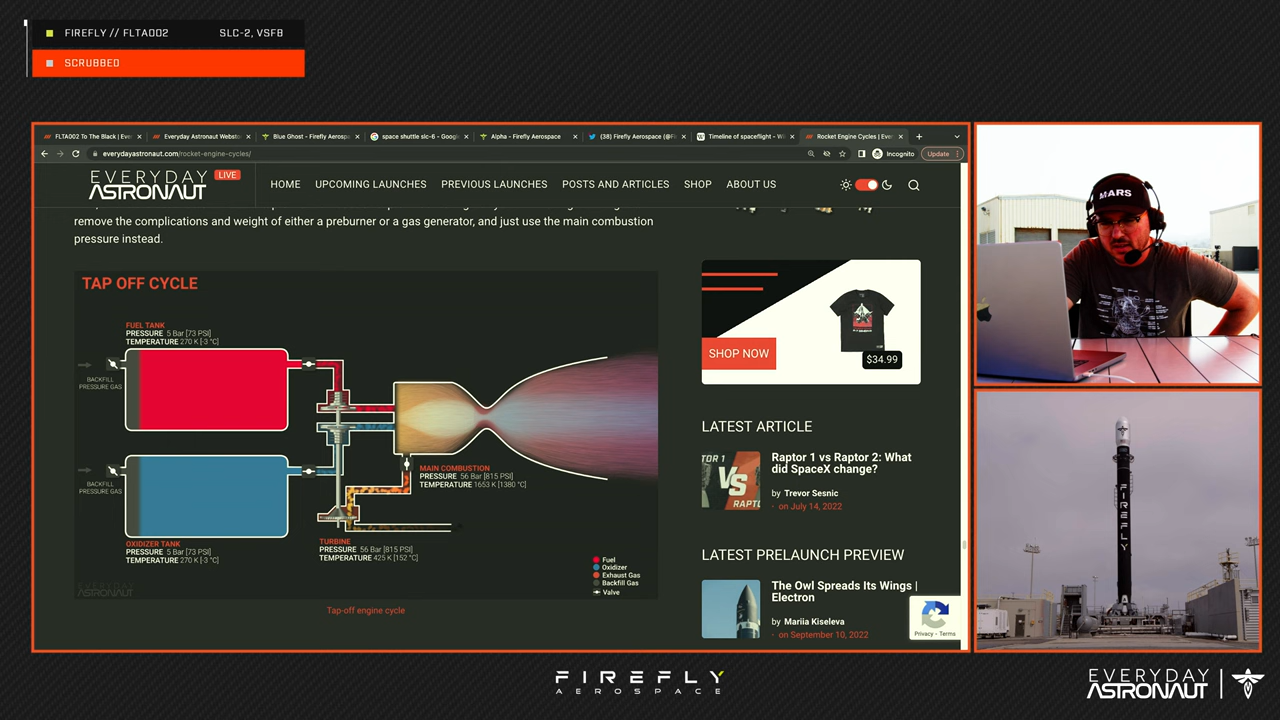 FIREFLY // FLTA002 SLC-2, VSFB
SCRUBBED
FLTA002 To The Black | Eve
Everyday Astronaut Websto
Blue Ghost - Firefly Aerospa
space shuttle slc-6 - Googl
Alpha - Firefly Aerospace
(38) Firefly Aerospace (@Fi
Timeline of spaceflight - Wi
Rocket Engine Cycles | Eve
everydayastronaut.com/rocket-engine-cycles/
Incognito
Update
EVERYDAY
ASTRONAUT
LIVE
HOME
UPCOMING LAUNCHES
PREVIOUS LAUNCHES
POSTS AND ARTICLES
SHOP
ABOUT US
remove the complications and weight of either a preburner or a gas generator, and just use the main combustion
pressure instead.
TAP OFF CYCLE
FUEL TANK
PRESSURE 5 Bar [73 PSI]
TEMPERATURE 270 K [-3 °C]
BACKFILL
PRESSURE GAS
BACKFILL
PRESSURE GAS
OXIDIZER TANK
PRESSURE 5 Bar [73 PSI]
TEMPERATURE 270 K [-3 °C]
MAIN COMBUSTION
PRESSURE 56 Bar [815 PSI]
TEMPERATURE 1653 K [1380 °C]
TURBINE
PRESSURE 56 Bar [815 PSI]
TEMPERATURE 425 K [152 °C]
Fuel
Oxidizer
Exhaust Gas
Backfill Gas
Valve
EVERYDAY
ASTRONAUT
Tap-off engine cycle
SHOP NOW
$34.99
LATEST ARTICLE
TOR 1
VS
RAPTO
Raptor 1 vs Raptor 2: What
did SpaceX change?
by Trevor Sesnic
• on July 14, 2022
LATEST PRELAUNCH PREVIEW
The Owl Spreads Its Wings |
Electron
by Mariia Kiseleva
• on September 10, 2022
Privacy - Terms
MARS
FIREFLY
FIREFLY
AEROSPACE
EVERYDAY
ASTRONAUT